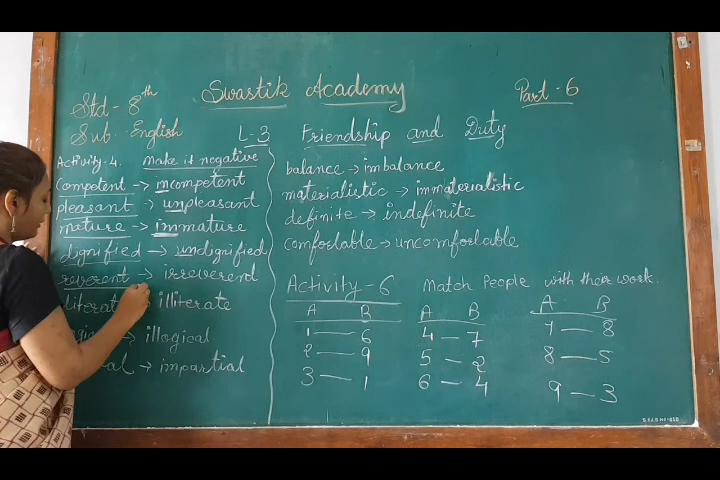 Std - 8th
Swastik Academy
Part - 6
Sub. English
L-3 Friendship and Duty
Activity-4. Make it negative
competent → incompetent
pleasant → unpleasant
mature → immature
dignified → undignified
reverent → irreverend
literat → illiterate
→ illogical
→ impartial
balance → imbalance
materialistic → immaterialistic
definite → indefinite
comfortable → uncomfortable
Activity - 6 Match People with their work.
A B
1 — 6
2 — 9
3 — 1
A B
4 — 7
5 — 2
6 — 4
A B
7 — 8
8 — 5
9 — 3